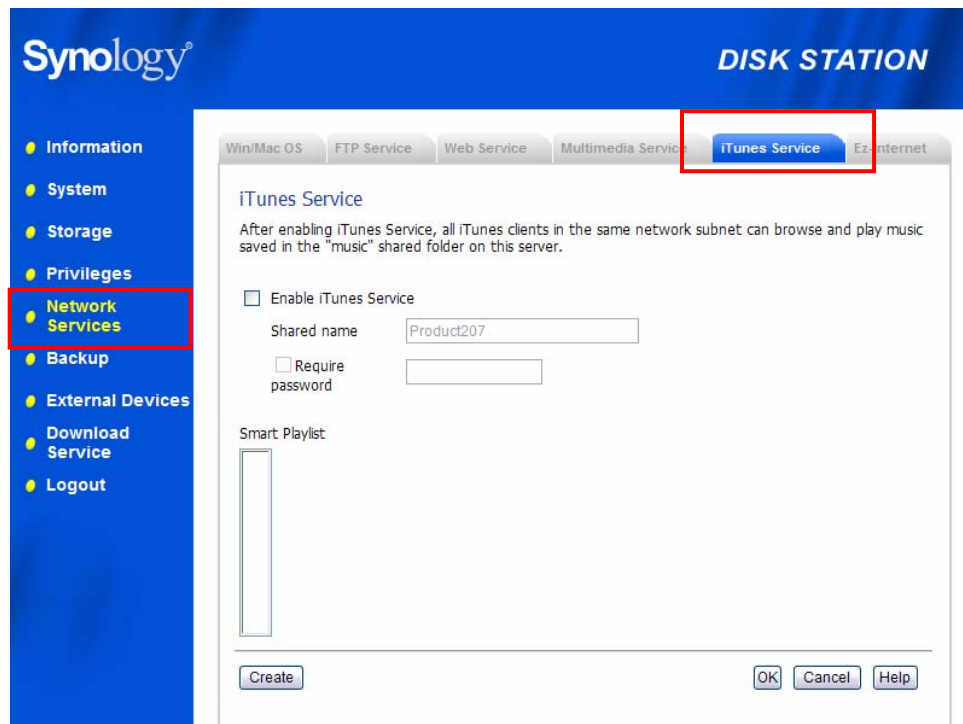 Synology
DISK STATION
Information
System
Storage
Privileges
Network
Services
Backup
External Devices
Download
Service
Logout
Win/Mac OS
FTP Service
Web Service
Multimedia Service
iTunes Service
Ez-Internet
iTunes Service
After enabling iTunes Service, all iTunes clients in the same network subnet can browse and play music
saved in the "music" shared folder on this server.
Enable iTunes Service
Shared name
Product207
Require
password
Smart Playlist
Create
OK
Cancel
Help